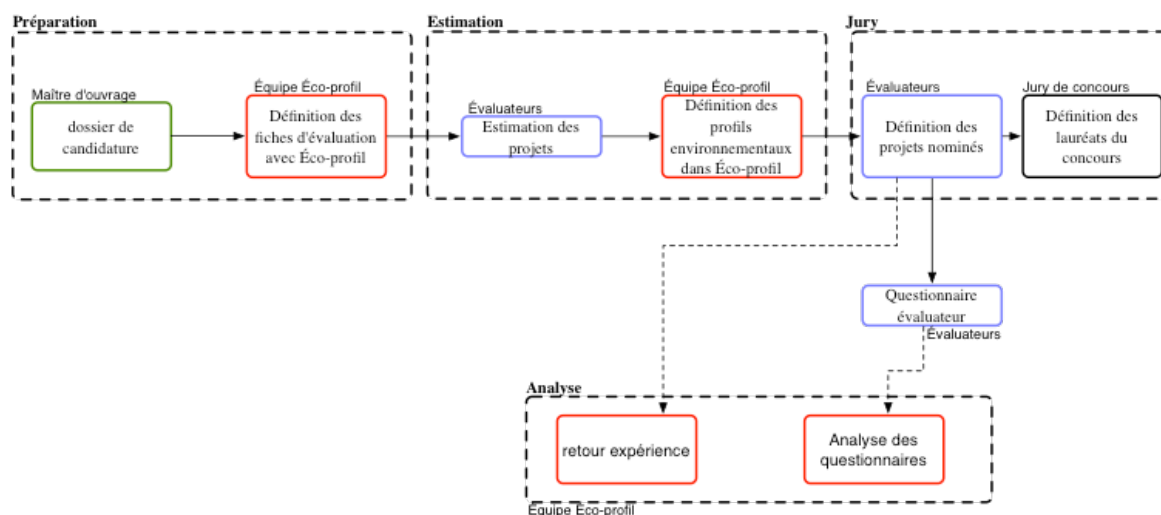 Préparation
Maître d'ouvrage
dossier de
candidature
Équipe Éco-profil
Définition des
fiches d'évaluation
avec Éco-profil
Estimation
Évaluateurs
Estimation des
projets
Équipe Éco-profil
Définition des
profils
environnementaux
dans Éco-profil
Jury
Évaluateurs
Définition des
projets nominés
Jury de concours
Définition des
lauréats du
concours
Questionnaire
évaluateur
Évaluateurs
Analyse
retour expérience
Analyse des
questionnaires
Équipe Éco-profil